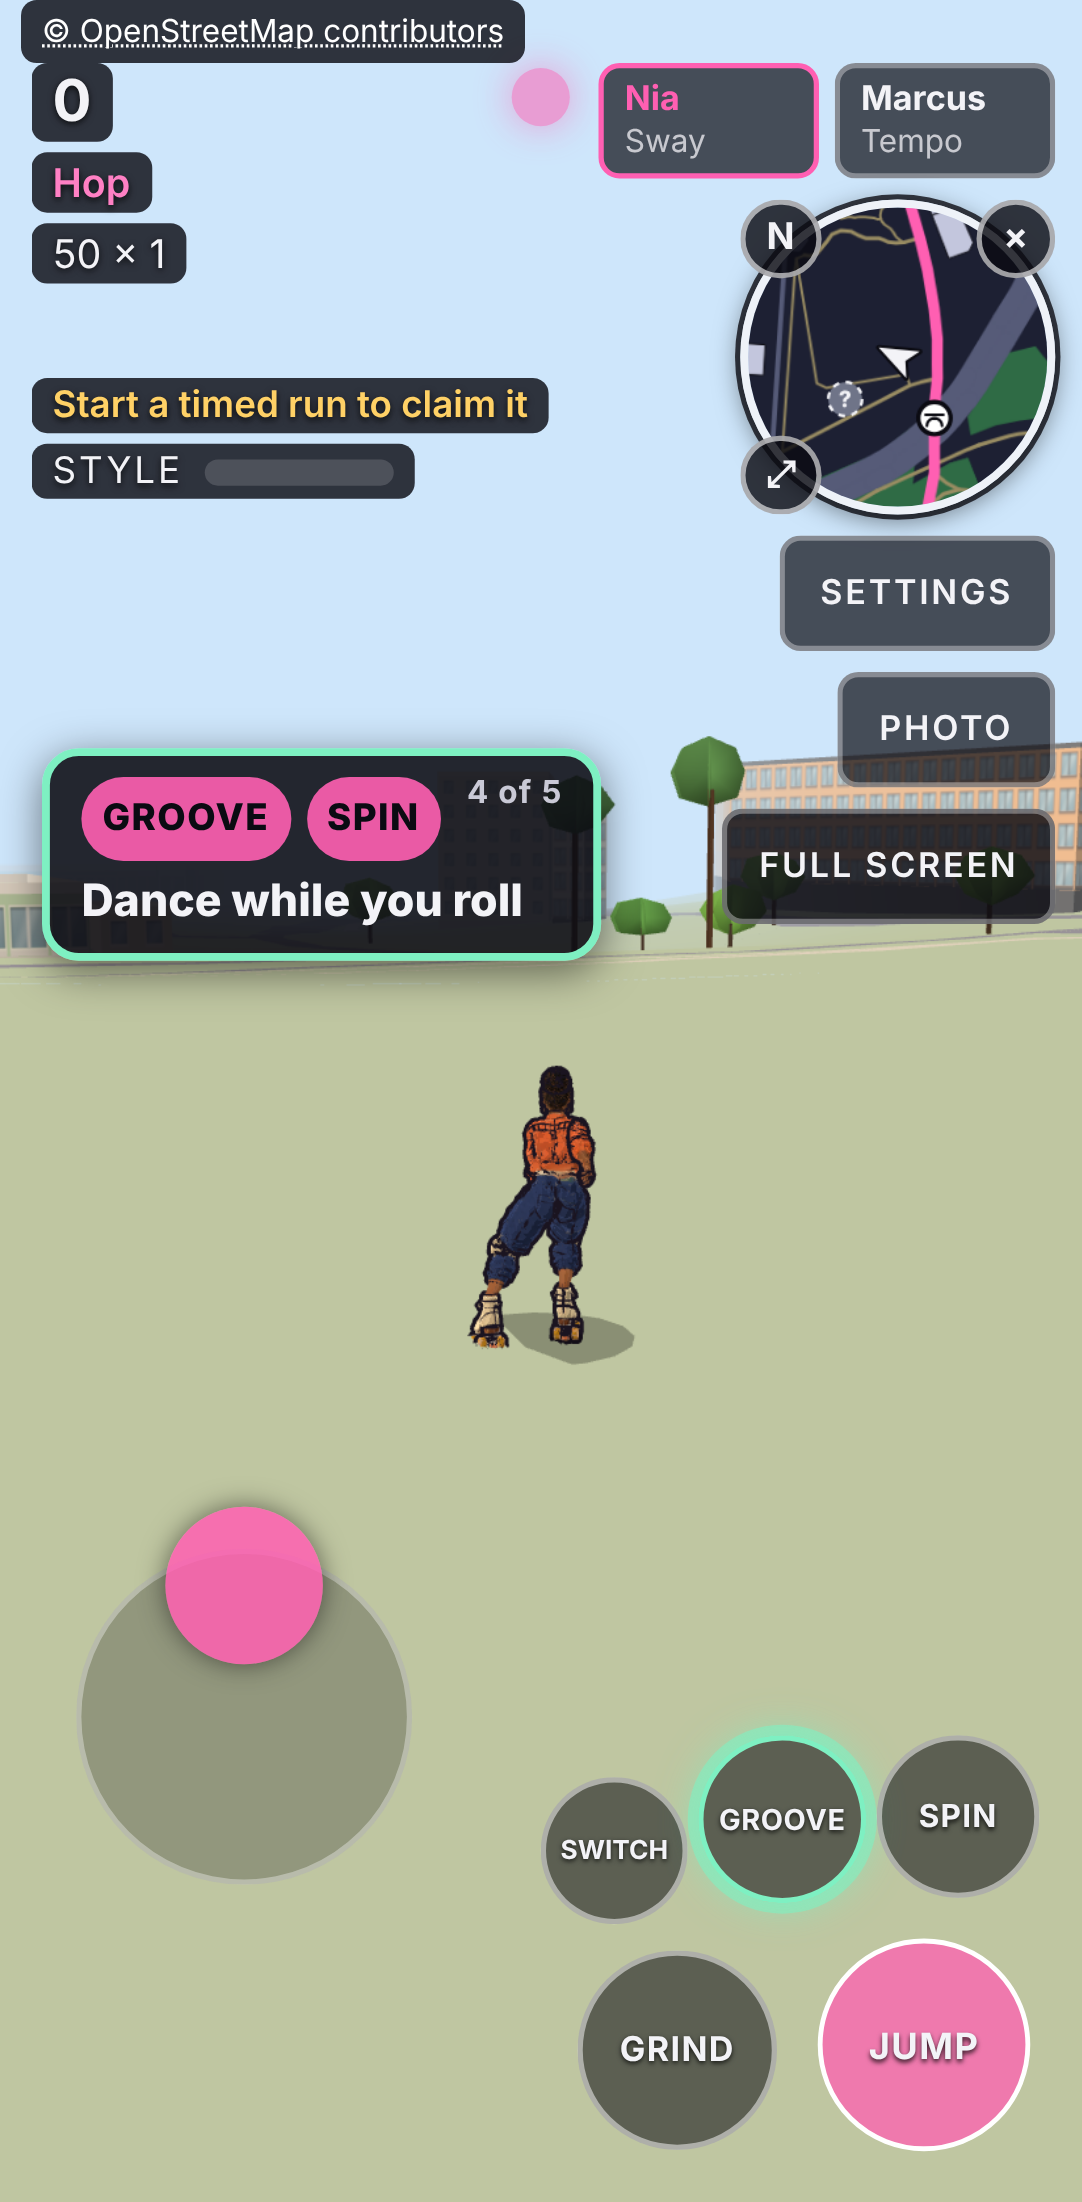 © OpenStreetMap contributors
0
Hop
50 × 1
Nia
Sway
Marcus
Tempo
N
×
?
Start a timed run to claim it
STYLE
SETTINGS
PHOTO
FULL SCREEN
GROOVE SPIN 4 of 5
Dance while you roll
SWITCH
GROOVE
SPIN
GRIND
JUMP